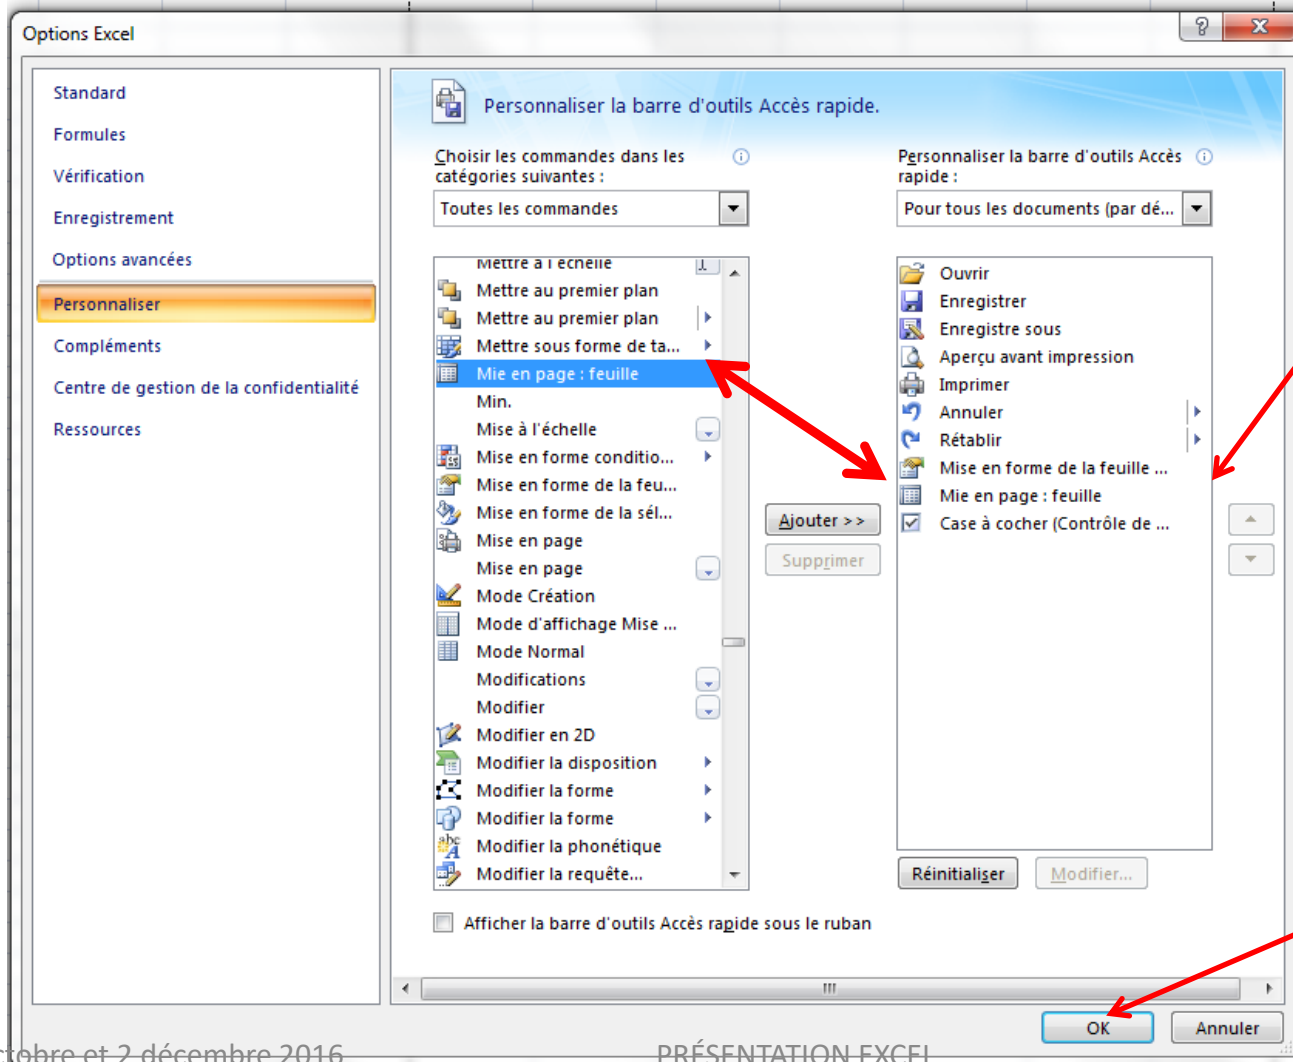 Options Excel
Standard
Formules
Vérification
Enregistrement
Options avancées
Personnaliser
Compléments
Centre de gestion de la confidentialité
Ressources
Personnaliser la barre d'outils Accès rapide.
Choisir les commandes dans les
catégories suivantes :
Toutes les commandes
Mettre à l'échelle
Mettre au premier plan
Mettre au premier plan
Mettre sous forme de ta...
Mie en page : feuille
Min.
Mise à l'échelle
Mise en forme conditio...
Mise en forme de la feu...
Mise en forme de la sél...
Mise en page
Mise en page
Mode Création
Mode d'affichage Mise ...
Mode Normal
Modifications
Modifier
Modifier en 2D
Modifier la disposition
Modifier la forme
Modifier la forme
Modifier la phonétique
Modifier la requête...
Ajouter >>
Supprimer
Personnaliser la barre d'outils Accès
rapide :
Pour tous les documents (par dé...
Ouvrir
Enregistrer
Enregistre sous
Aperçu avant impression
Imprimer
Annuler
Rétablir
Mise en forme de la feuille ...
Mie en page : feuille
Case à cocher (Contrôle de ...
Réinitialiser
Modifier...
Afficher la barre d'outils Accès rapide sous le ruban
OK
Annuler
ctobre et 2 décembre 2016
PRÉSENTATION EXCEL